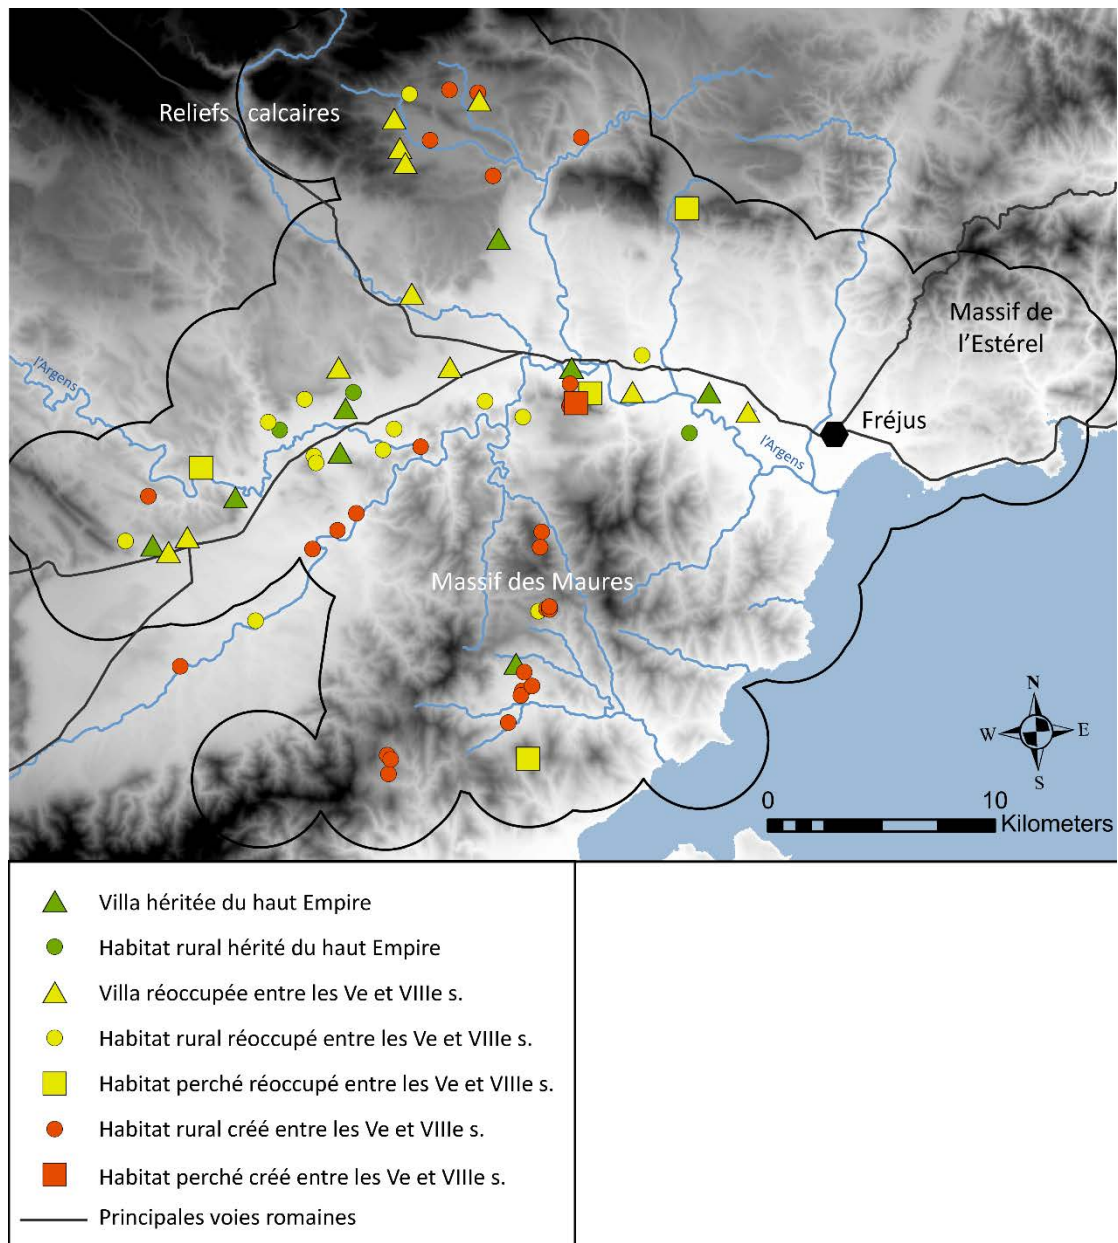 Reliefs calcaires
Massif de
l'Estérel
l'Argens
Fréjus
l'Argens
Massif des Maures
N
W
E
S
0
10
Kilometers
Villa héritée du haut Empire
Habitat rural hérité du haut Empire
Villa réoccupée entre les Ve et VIIIe s.
Habitat rural réoccupé entre les Ve et VIIIe s.
Habitat perché réoccupé entre les Ve et VIIIe s.
Habitat rural créé entre les Ve et VIIIe s.
Habitat perché créé entre les Ve et VIIIe s.
Principales voies romaines